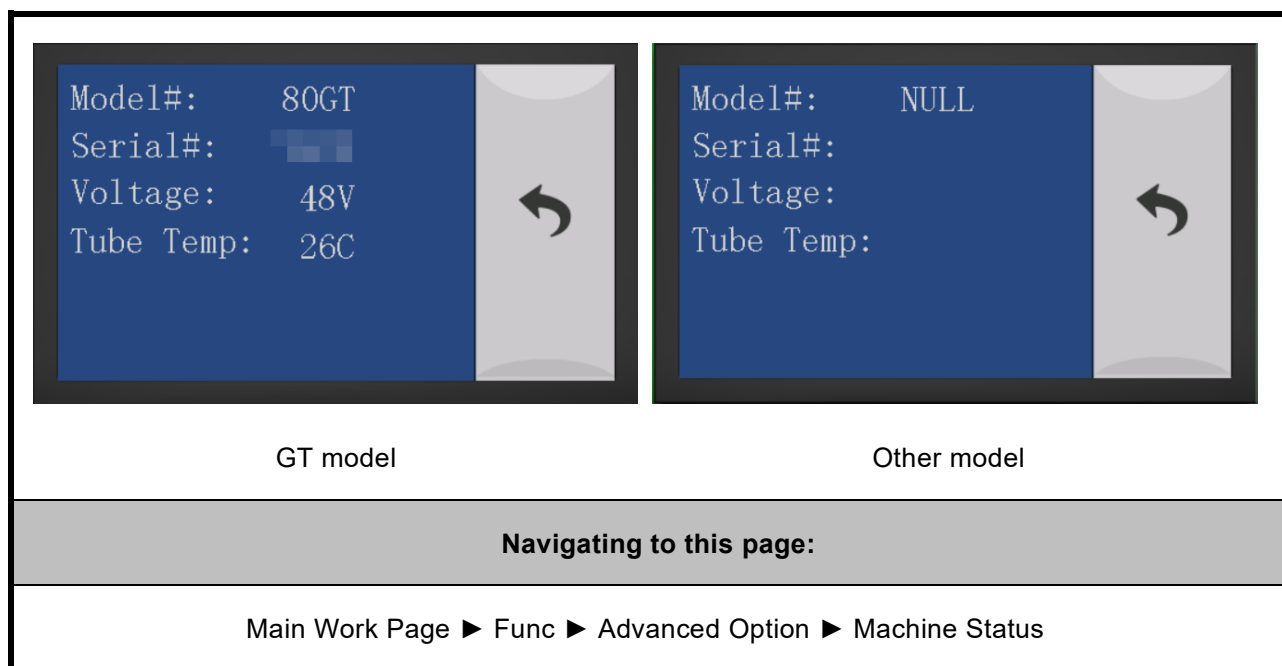 Model#: 80GT
Serial#:
Voltage: 48V
Tube Temp: 26C
Model#: NULL
Serial#:
Voltage:
Tube Temp:
GT model
Other model
Navigating to this page:
Main Work Page ► Func ► Advanced Option ► Machine Status